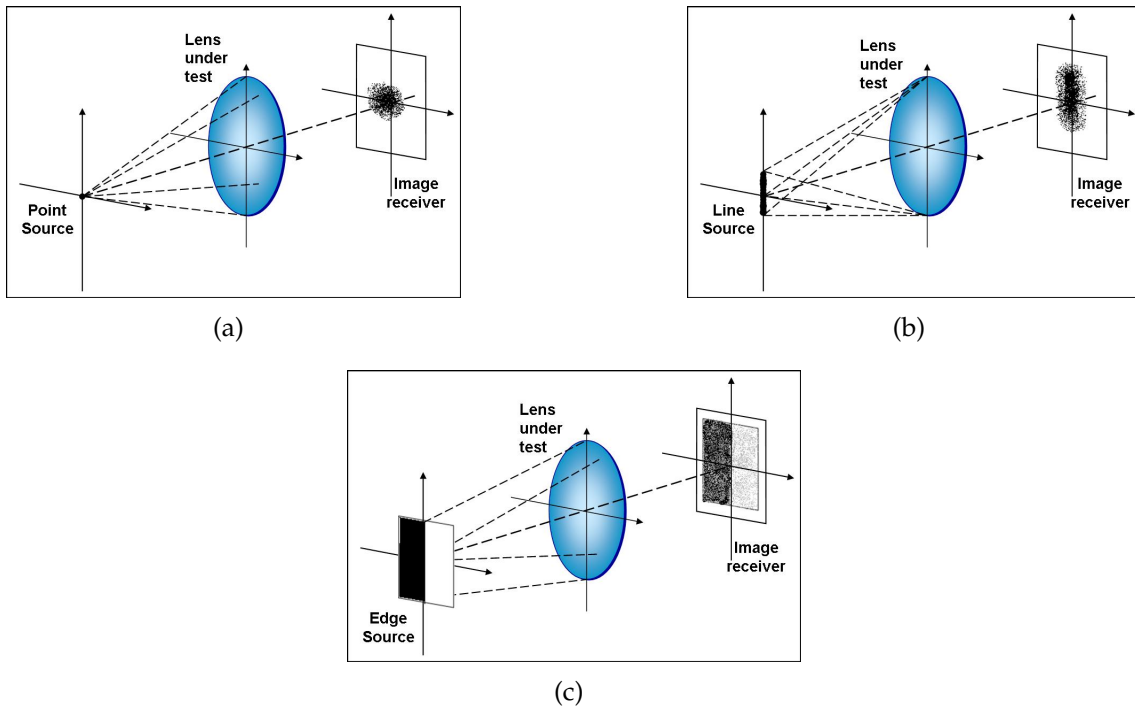 Lens
under
test
Point
Source
Image
receiver
(a)
Lens
under
test
Line
Source
Image
receiver
(b)
Lens
under
test
Edge
Source
Image
receiver
(c)